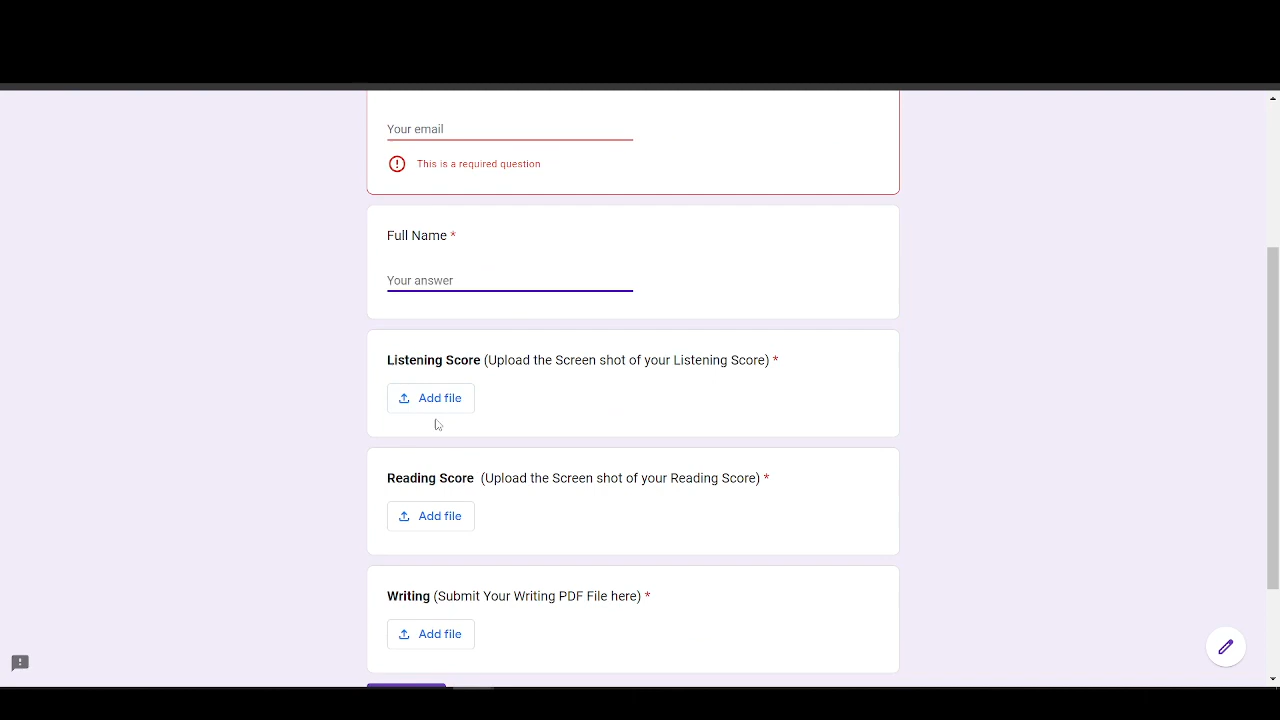 Your email
This is a required question
Full Name *
Your answer
Listening Score (Upload the Screen shot of your Listening Score) *
Add file
Reading Score (Upload the Screen shot of your Reading Score) *
Add file
Writing (Submit Your Writing PDF File here) *
Add file